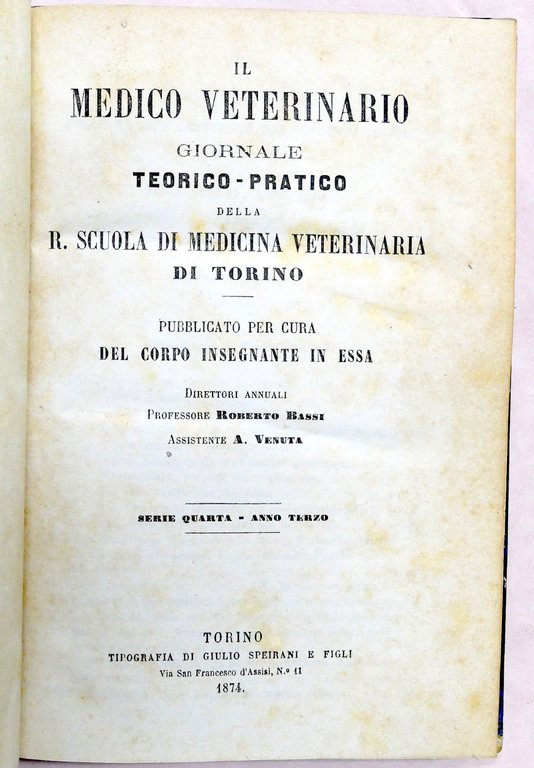 IL
MEDICO VETERINARIO
GIORNALE
TEORICO-PRATICO
DELLA
R. SCUOLA DI MEDICINA VETERINARIA
DI TORINO
PUBBLICATO PER CURA
DEL CORPO INSEGNANTE IN ESSA
DIRETTORI ANNUALI
PROFESSORE ROBERTO BASSI
ASSISTENTE A. VENUTA
SERIE QUARTA - ANNO TERZO
TORINO
TIPOGRAFIA DI GIULIO SPEIRANI E FIGLI
Via San Francesco d'Assisi, N.º 11
1874.